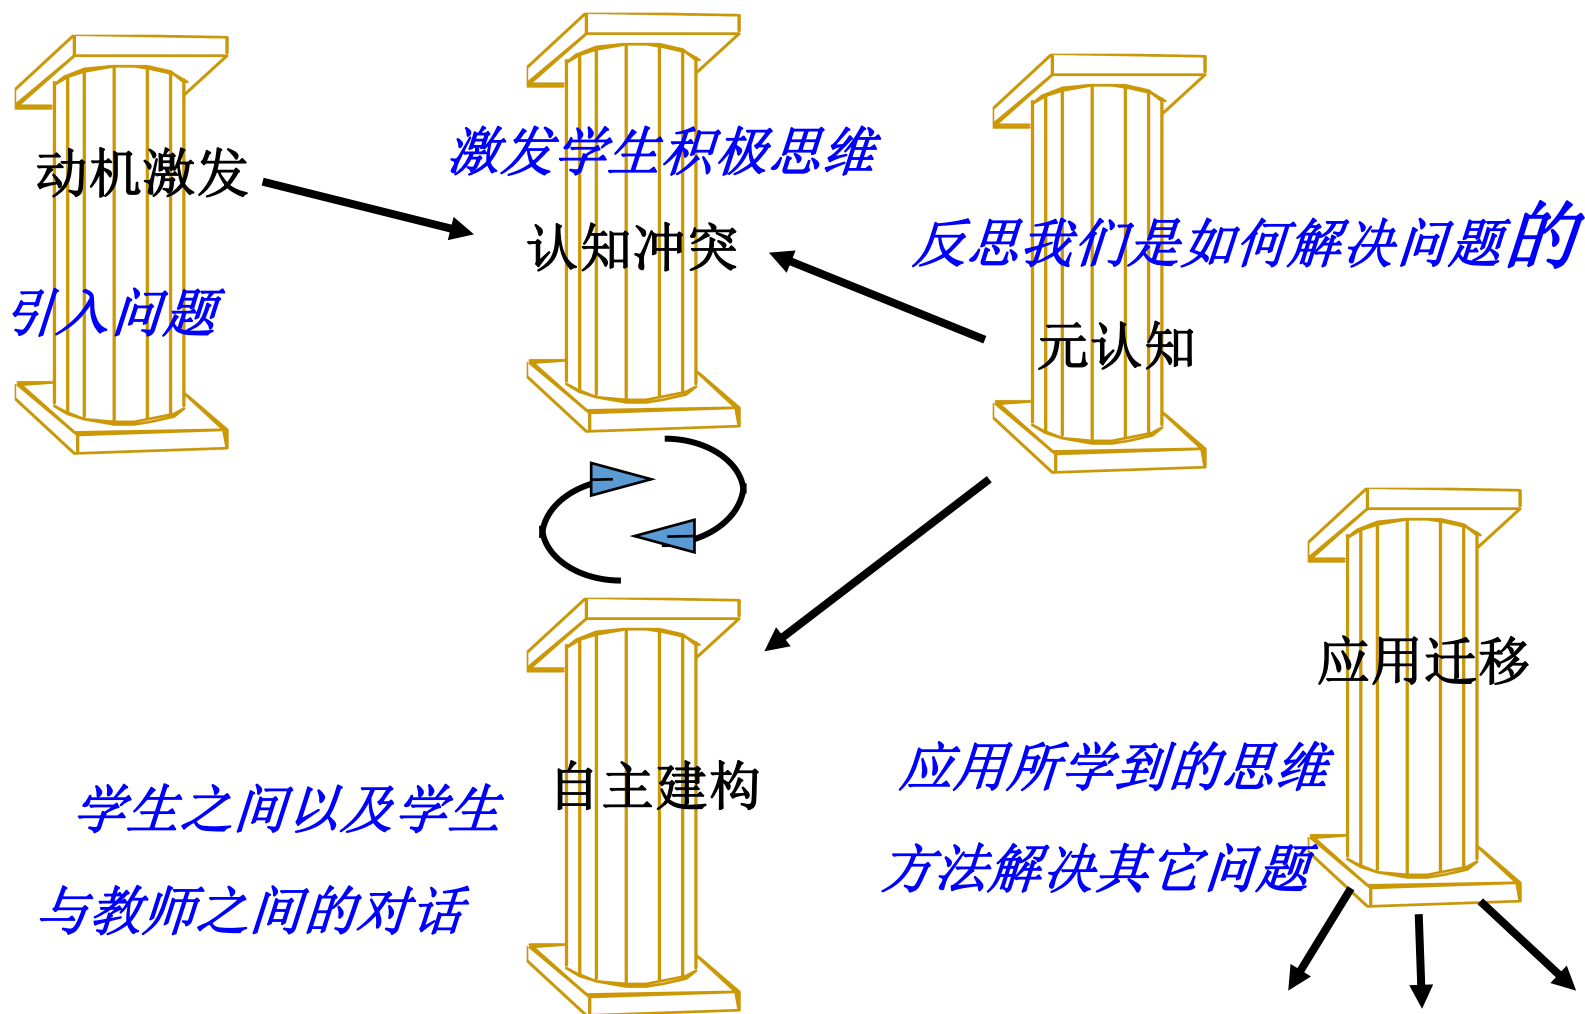 动机激发
引入问题
激发学生积极思维
认知冲突
反思我们是如何解决问题的
元认知
自主建构
学生之间以及学生
与教师之间的对话
应用迁移
应用所学到的思维
方法解决其它问题